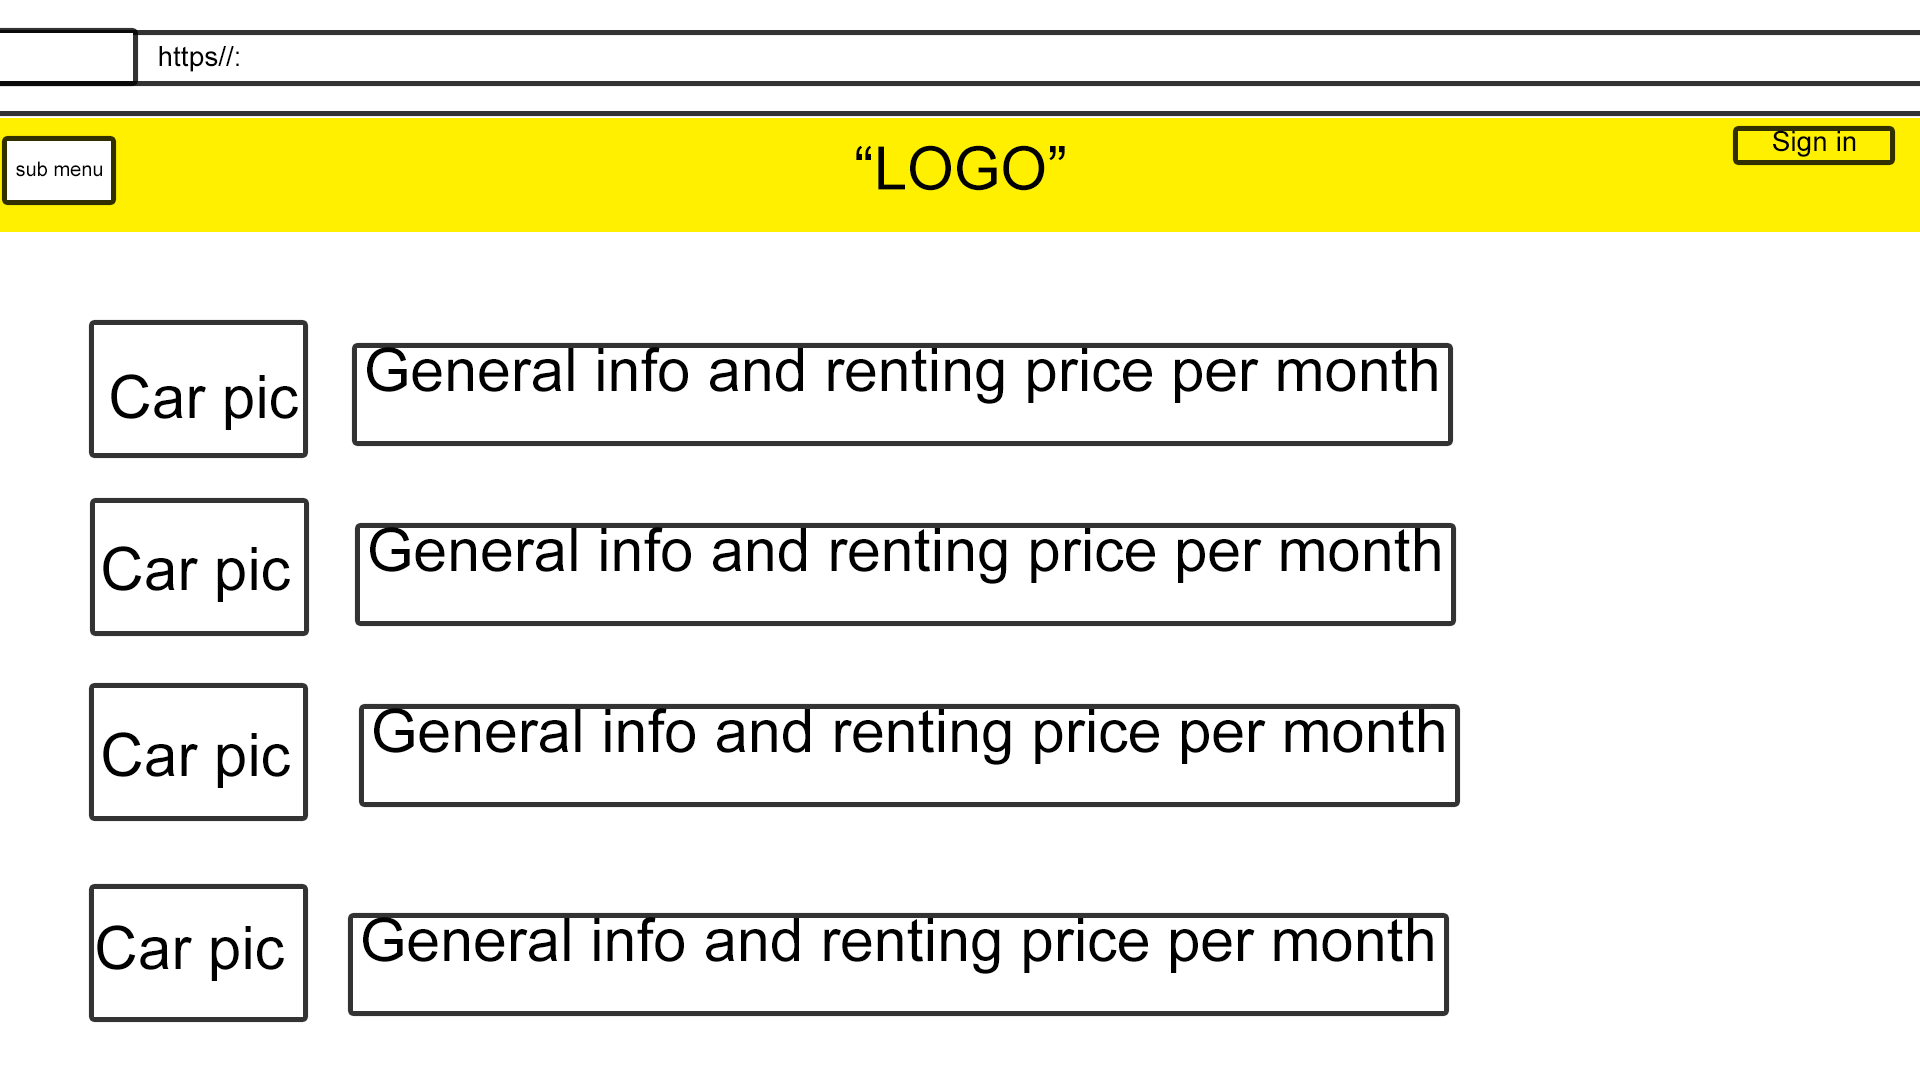 https//:
sub menu
“LOGO”
Sign in
Car pic
General info and renting price per month
Car pic
General info and renting price per month
Car pic
General info and renting price per month
Car pic
General info and renting price per month